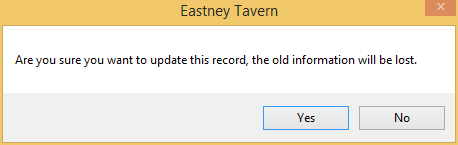 Eastney Tavern
Are you sure you want to update this record, the old information will be lost.
Yes No